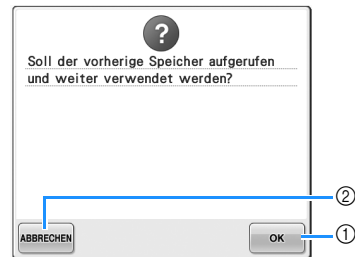 ?
Soll der vorherige Speicher aufgerufen
und weiter verwendet werden?
②
ABBRECHEN
OK
①